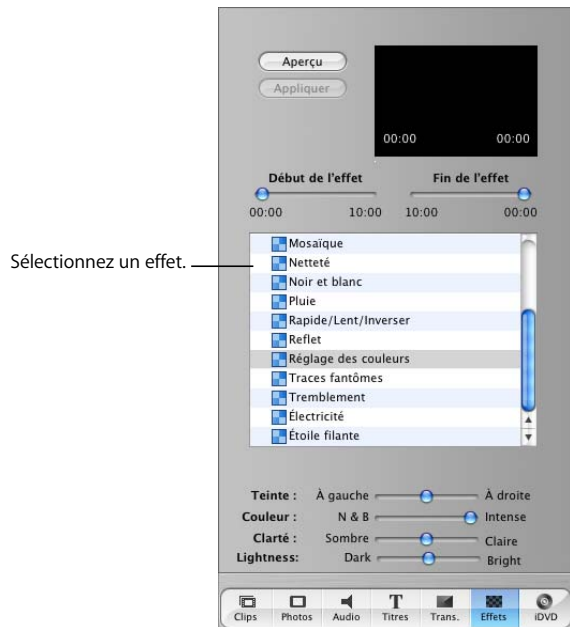 Aperçu
Appliquer
00:00 00:00
Début de l'effet Fin de l'effet
00:00 10:00 10:00 00:00
Sélectionnez un effet.
Mosaïque
Netteté
Noir et blanc
Pluie
Rapide/Lent/Inverser
Reflet
Réglage des couleurs
Traces fantômes
Tremblement
Électricité
Étoile filante
Teinte : À gauche À droite
Couleur : N & B Intense
Clarté : Sombre Claire
Lightness: Dark Bright
Clips Photos Audio Titres Trans. Effets iDVD